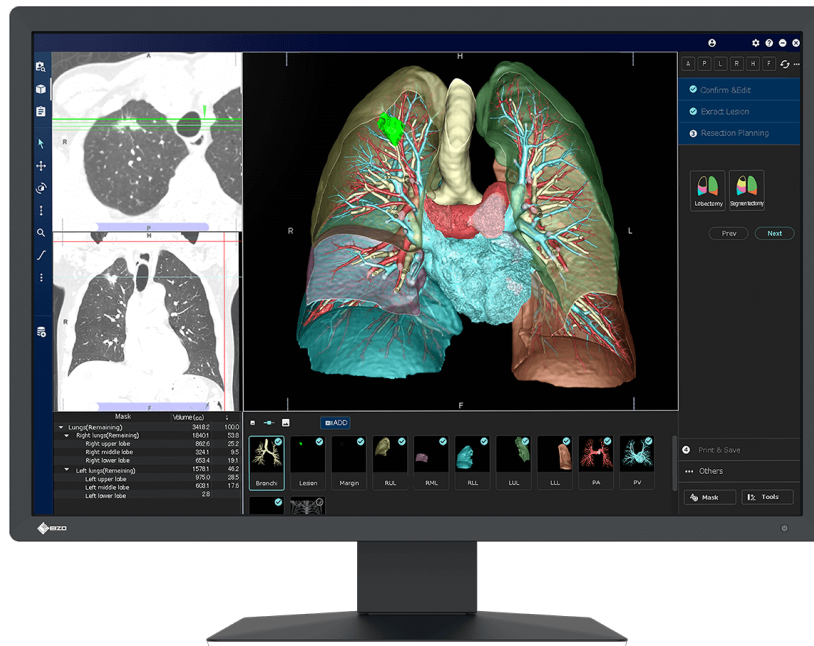 A
H
A P L R H F
Confirm &Edit
Exract Lesion
3 Resection Planning
R
P
H
R
L
R
F
F
Lobectomy
Segmentectomy
Prev
Next
Mask Volume (cc)
Lungs(Remaining) 3418.2 100.0
Right lungs(Remaining) 1840.1 53.8
Right upper lobe 862.6 25.2
Right middle lobe 324.1 9.5
Right lower lobe 653.4 19.1
Left lungs(Remaining) 1578.1 46.2
Left upper lobe 975.0 28.5
Left middle lobe 603.1 17.6
Left lower lobe 2.8
ADD
Bronchi
Lesion
Margin
RUL
RML
RLL
LUL
LLL
PA
PV
4 Print & Save
Others
Mask
Tools
EIZO